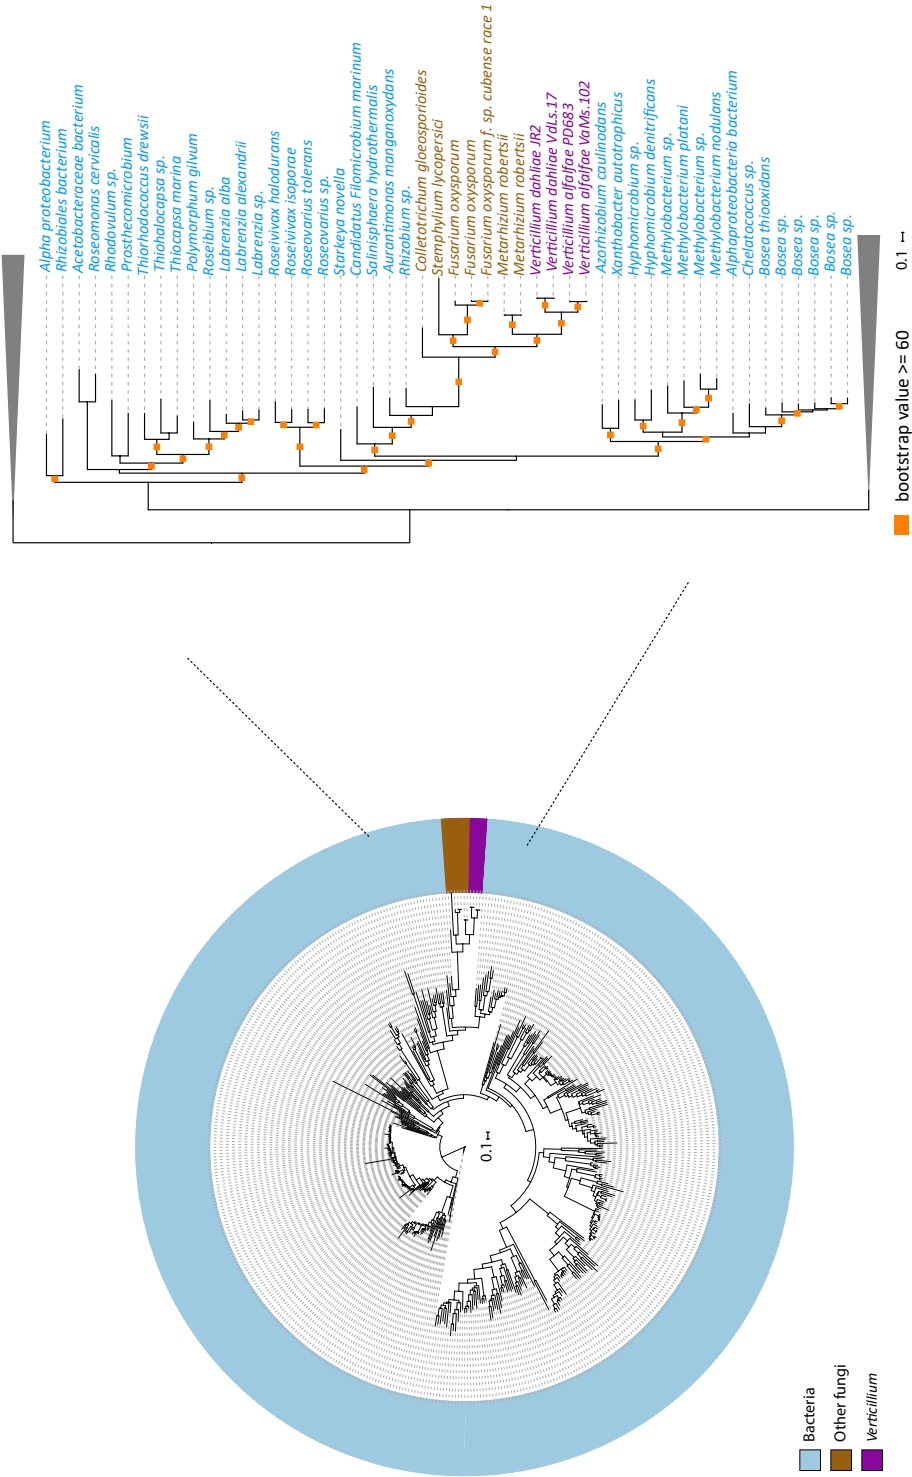 Alpha proteobacterium
Rhizobiales bacterium
Acetobacteraceae bacterium
Roseomonas cervicalis
Rhodovulum sp.
Prosthecomicrobium
Thiorhodococcus drewsii
Thiohalocapsa sp.
Thiocapsa marina
Polymorphum gilvum
Roseibium sp.
Labrenzia alba
Labrenzia alexandrii
Labrenzia sp.
Roseivivax halodurans
Roseivivax isoporae
Roseovarius tolerans
Roseovarius sp.
Starkeya novella
Candidatus Filomicrobium marinum
Salinisphaera hydrothermalis
Aurantimonas manganoxydans
Rhizobium sp.
Colletotrichum gloeosporioides
Stemphylium lycopersici
Fusarium oxysporum
Fusarium oxysporum
Fusarium oxysporum f. sp. cubense race 1
Metarhizium robertsii
Metarhizium robertsii
Verticillium dahliae JR2
Verticillium dahliae VdLs.17
Verticillium alfalfae PD683
Verticillium alfalfae VaMs.102
Azorhizobium caulinodans
Xanthobacter autotrophicus
Hyphomicrobium sp.
Hyphomicrobium denitrificans
Methylobacterium sp.
Methylobacterium platani
Methylobacterium sp.
Methylobacterium nodulans
Alphaproteobacteria bacterium
Chelatococcus sp.
Bosea thiooxidans
Bosea sp.
Bosea sp.
Bosea sp.
Bosea sp.
Bosea sp.
bootstrap value >= 60
0.1
0.1
Bacteria
Other fungi
Verticillium